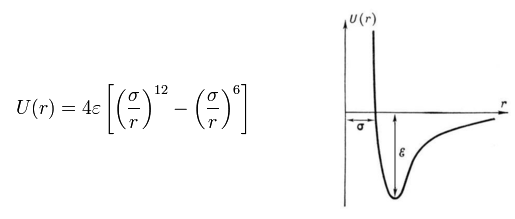 U(r) = 4ε[(σ/r)^12 − (σ/r)^6]
U(r)
r
σ
ε